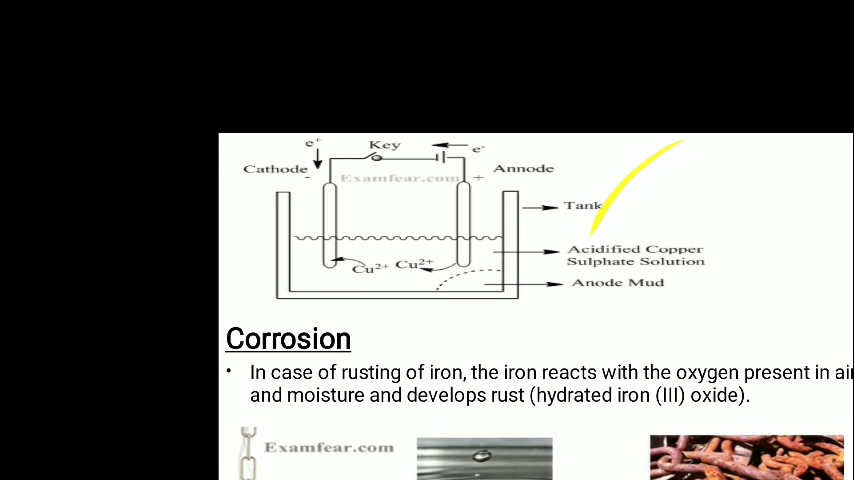 e⁺ Key e⁻
Cathode - Examfear.com + Annode
Tank
Acidified Copper
Sulphate Solution
Cu²⁺ Cu²⁺
Anode Mud
Corrosion
• In case of rusting of iron, the iron reacts with the oxygen present in air
and moisture and develops rust (hydrated iron (III) oxide).
Examfear.com